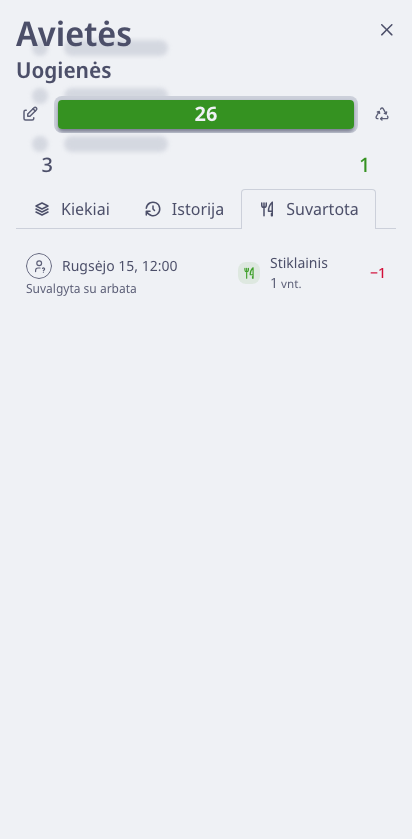 Avietės
Uogienės
26
3 1
Kiekiai Istorija Suvartota
Rugsėjo 15, 12:00 Stiklainis −1
Suvalgyta su arbata 1 vnt.